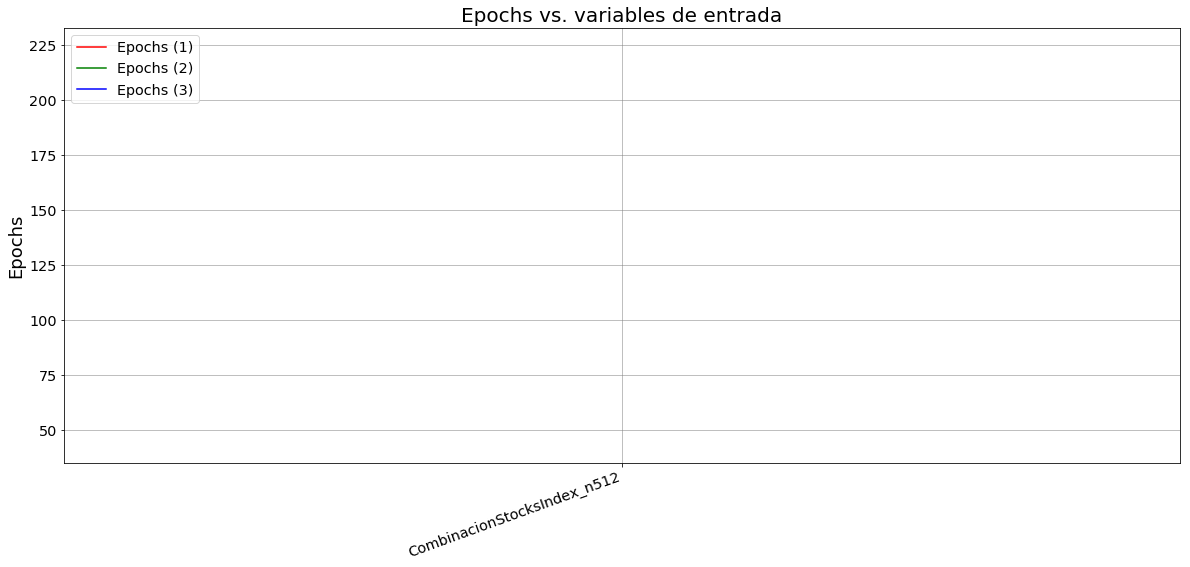 Epochs vs. variables de entrada
Epochs (1)
Epochs (2)
Epochs (3)
225
200
175
150
125
100
75
50
Epochs
CombinacionStocksIndex_n512